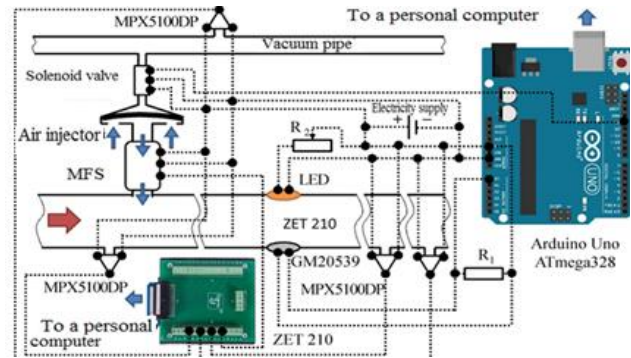 MPX5100DP
To a personal computer
Vacuum pipe
Solenoid valve
Electricity supply
+ −
Air injector
R2
MFS
LED
ZET 210
ARDUINO
UNO
GM20539
MPX5100DP
MPX5100DP
R1
Arduino Uno
ATmega328
To a personal
computer
ZET 210